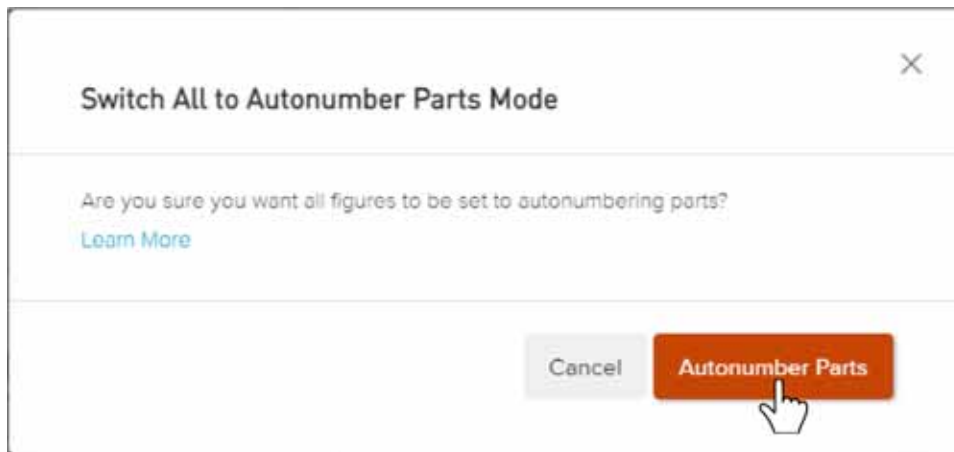 Switch All to Autonumber Parts Mode
Are you sure you want all figures to be set to autonumbering parts?
Learn More
Cancel
Autonumber Parts